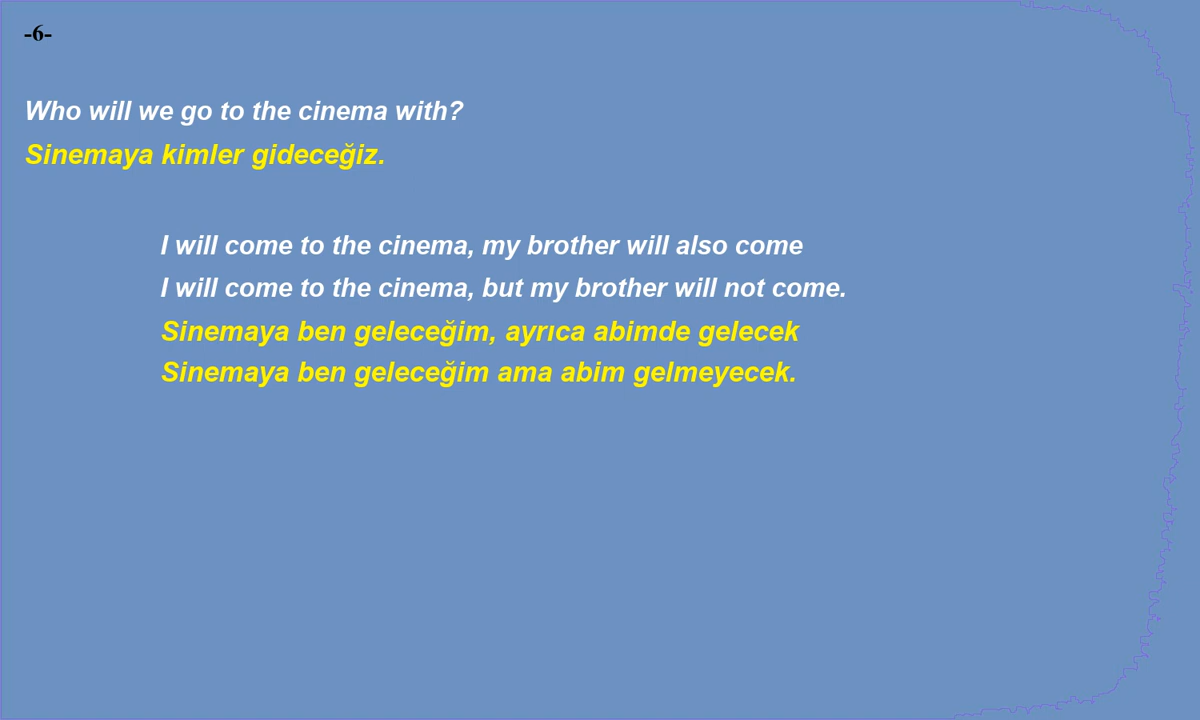 -6-
Who will we go to the cinema with?
Sinemaya kimler gideceğiz.
I will come to the cinema, my brother will also come
I will come to the cinema, but my brother will not come.
Sinemaya ben geleceğim, ayrıca abimde gelecek
Sinemaya ben geleceğim ama abim gelmeyecek.